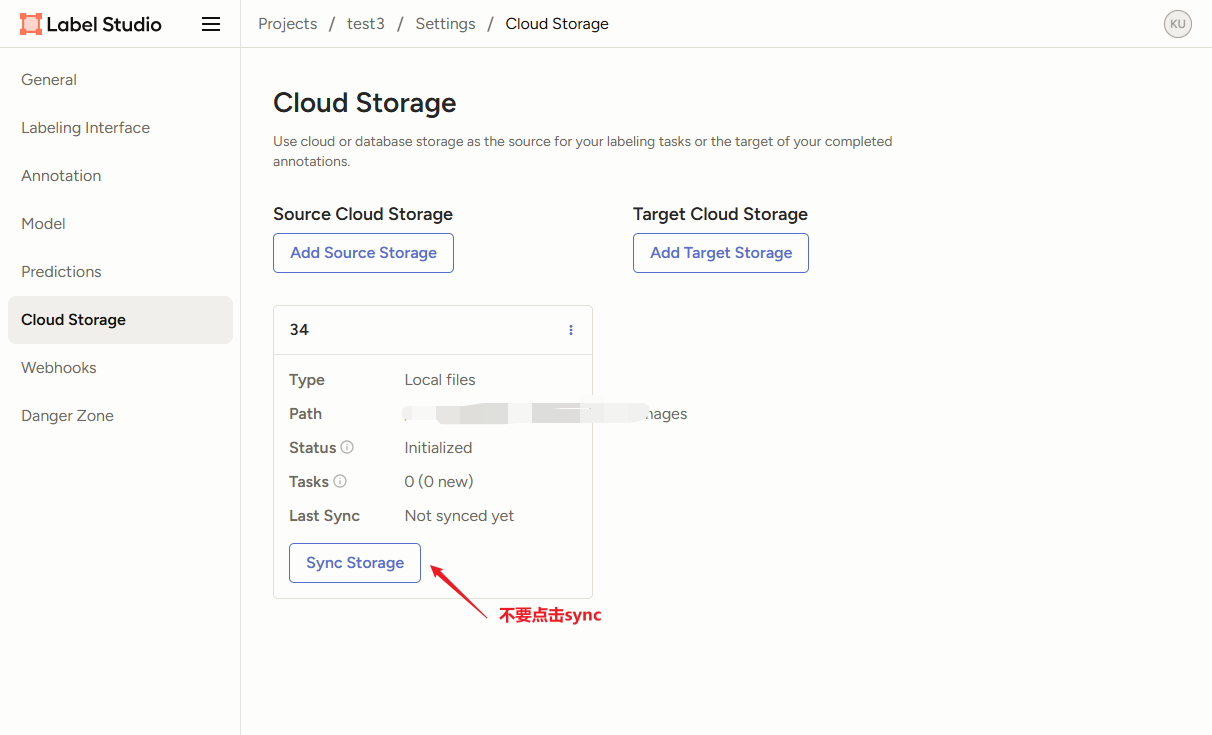 Label Studio
Projects / test3 / Settings / Cloud Storage
KU
General
Labeling Interface
Annotation
Model
Predictions
Cloud Storage
Webhooks
Danger Zone
Cloud Storage
Use cloud or database storage as the source for your labeling tasks or the target of your completed
annotations.
Source Cloud Storage
Add Source Storage
Target Cloud Storage
Add Target Storage
34
Type Local files
Path
Status Initialized
Tasks 0 (0 new)
Last Sync Not synced yet
Sync Storage
不要点击sync